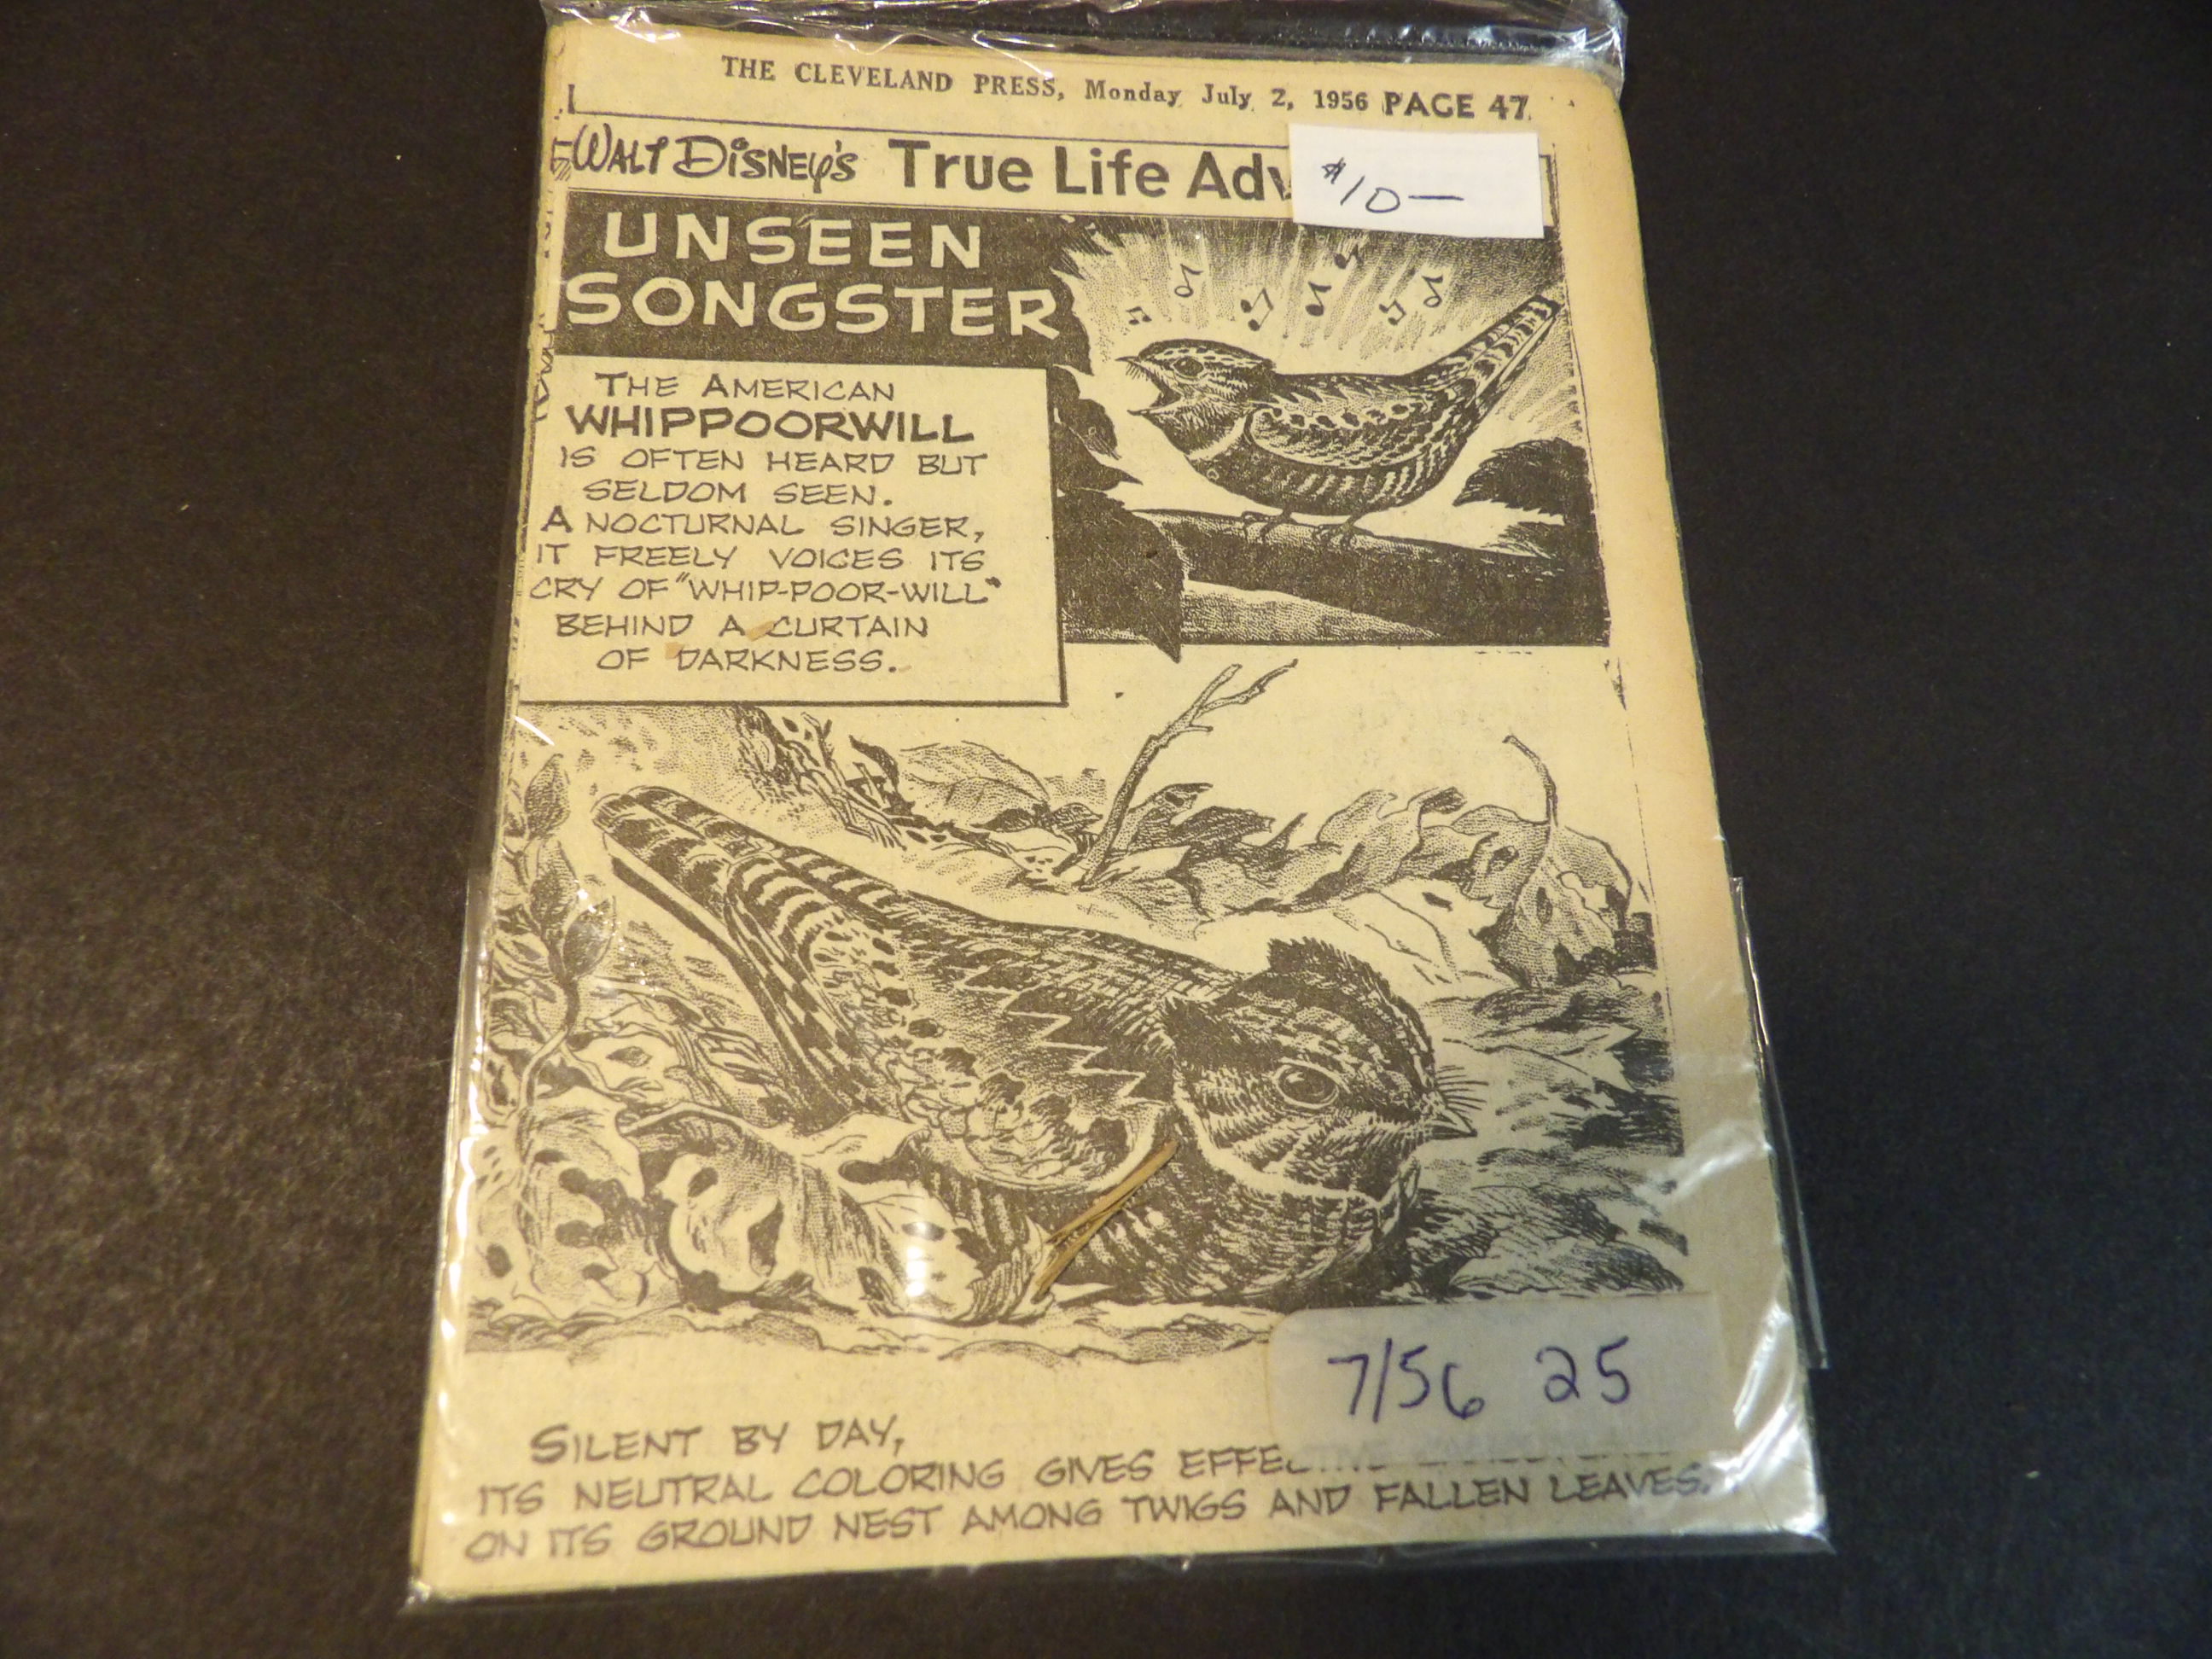 THE CLEVELAND PRESS, Monday July 2, 1956 PAGE 47
WALT DISNEY'S True Life Adv
$10—
UNSEEN
SONGSTER
THE AMERICAN
WHIPPOORWILL
IS OFTEN HEARD BUT
SELDOM SEEN.
A NOCTURNAL SINGER,
IT FREELY VOICES ITS
CRY OF "WHIP-POOR-WILL"
BEHIND A CURTAIN
OF DARKNESS.
7/56 25
SILENT BY DAY,
ITS NEUTRAL COLORING GIVES
ON ITS GROUND NEST AMONG TWIGS AND FALLEN LEAVES.